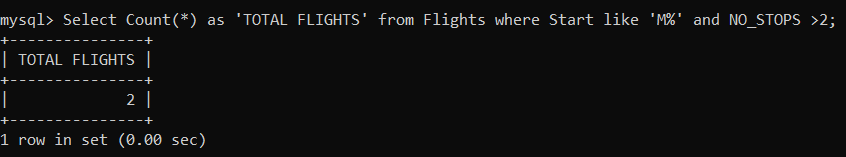 mysql> Select Count(*) as 'TOTAL FLIGHTS' from Flights where Start like 'M%' and NO_STOPS >2;
+---------------+
| TOTAL FLIGHTS |
+---------------+
|             2 |
+---------------+
1 row in set (0.00 sec)